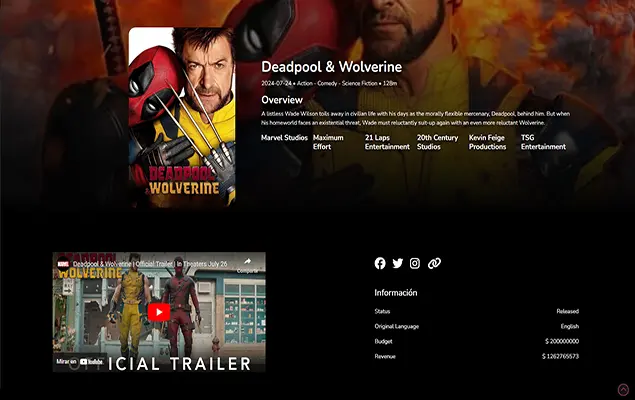 Deadpool & Wolverine
2024-07-24 • Action - Comedy - Science Fiction • 128m
Overview
A listless Wade Wilson toils away in civilian life with his days as the morally flexible mercenary, Deadpool, behind him. But when
his homeworld faces an existential threat, Wade must reluctantly suit-up again with an even more reluctant Wolverine.
Marvel Studios
Maximum
Effort
21 Laps
Entertainment
20th Century
Studios
Kevin Feige
Productions
TSG
Entertainment
DEADPOOL
WOLVERINE
MARVEL
Deadpool & Wolverine | Official Trailer | In Theaters July 26
Compartir
WOLVERINE
Mirar en YouTube
OFFICIAL TRAILER
Información
Status Released
Original Language English
Budget $ 200000000
Revenue $ 1262765573